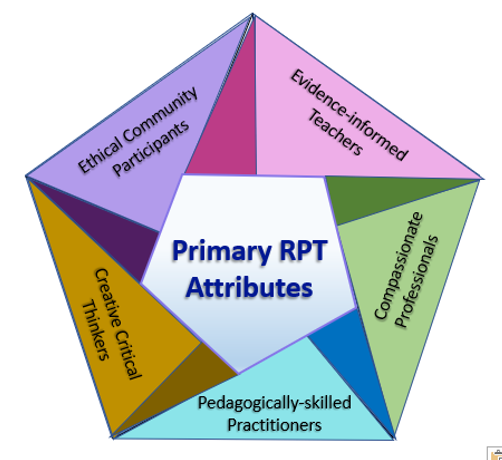 Ethical Community
Participants
Evidence-informed
Teachers
Primary RPT
Attributes
Compassionate
Professionals
Creative Critical
Thinkers
Pedagogically-skilled
Practitioners